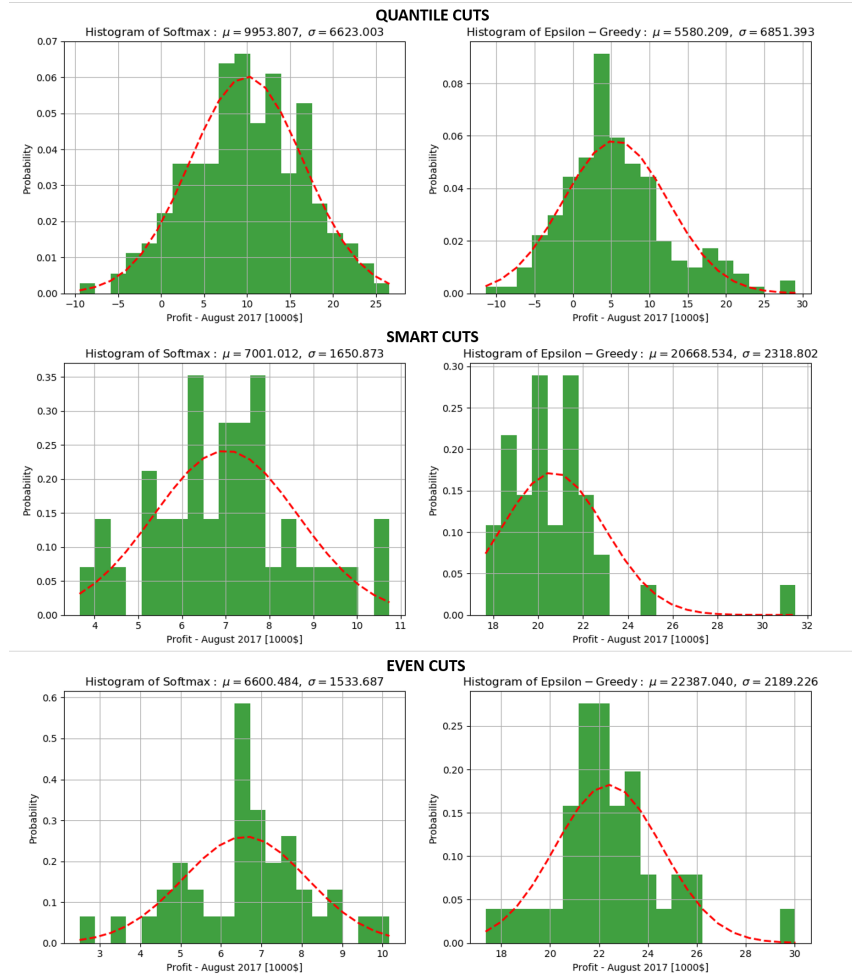 QUANTILE CUTS
Histogram of Softmax : μ = 9953.807, σ = 6623.003
Probability
0.07
0.06
0.05
0.04
0.03
0.02
0.01
0.00
−10 −5 0 5 10 15 20 25
Profit - August 2017 [1000$]
Histogram of Epsilon − Greedy : μ = 5580.209, σ = 6851.393
Probability
0.08
0.06
0.04
0.02
0.00
−10 −5 0 5 10 15 20 25 30
Profit - August 2017 [1000$]
SMART CUTS
Histogram of Softmax : μ = 7001.012, σ = 1650.873
Probability
0.35
0.30
0.25
0.20
0.15
0.10
0.05
0.00
4 5 6 7 8 9 10 11
Profit - August 2017 [1000$]
Histogram of Epsilon − Greedy : μ = 20668.534, σ = 2318.802
Probability
0.30
0.25
0.20
0.15
0.10
0.05
0.00
18 20 22 24 26 28 30 32
Profit - August 2017 [1000$]
EVEN CUTS
Histogram of Softmax : μ = 6600.484, σ = 1533.687
Probability
0.6
0.5
0.4
0.3
0.2
0.1
0.0
3 4 5 6 7 8 9 10
Profit - August 2017 [1000$]
Histogram of Epsilon − Greedy : μ = 22387.040, σ = 2189.226
Probability
0.25
0.20
0.15
0.10
0.05
0.00
18 20 22 24 26 28 30
Profit - August 2017 [1000$]